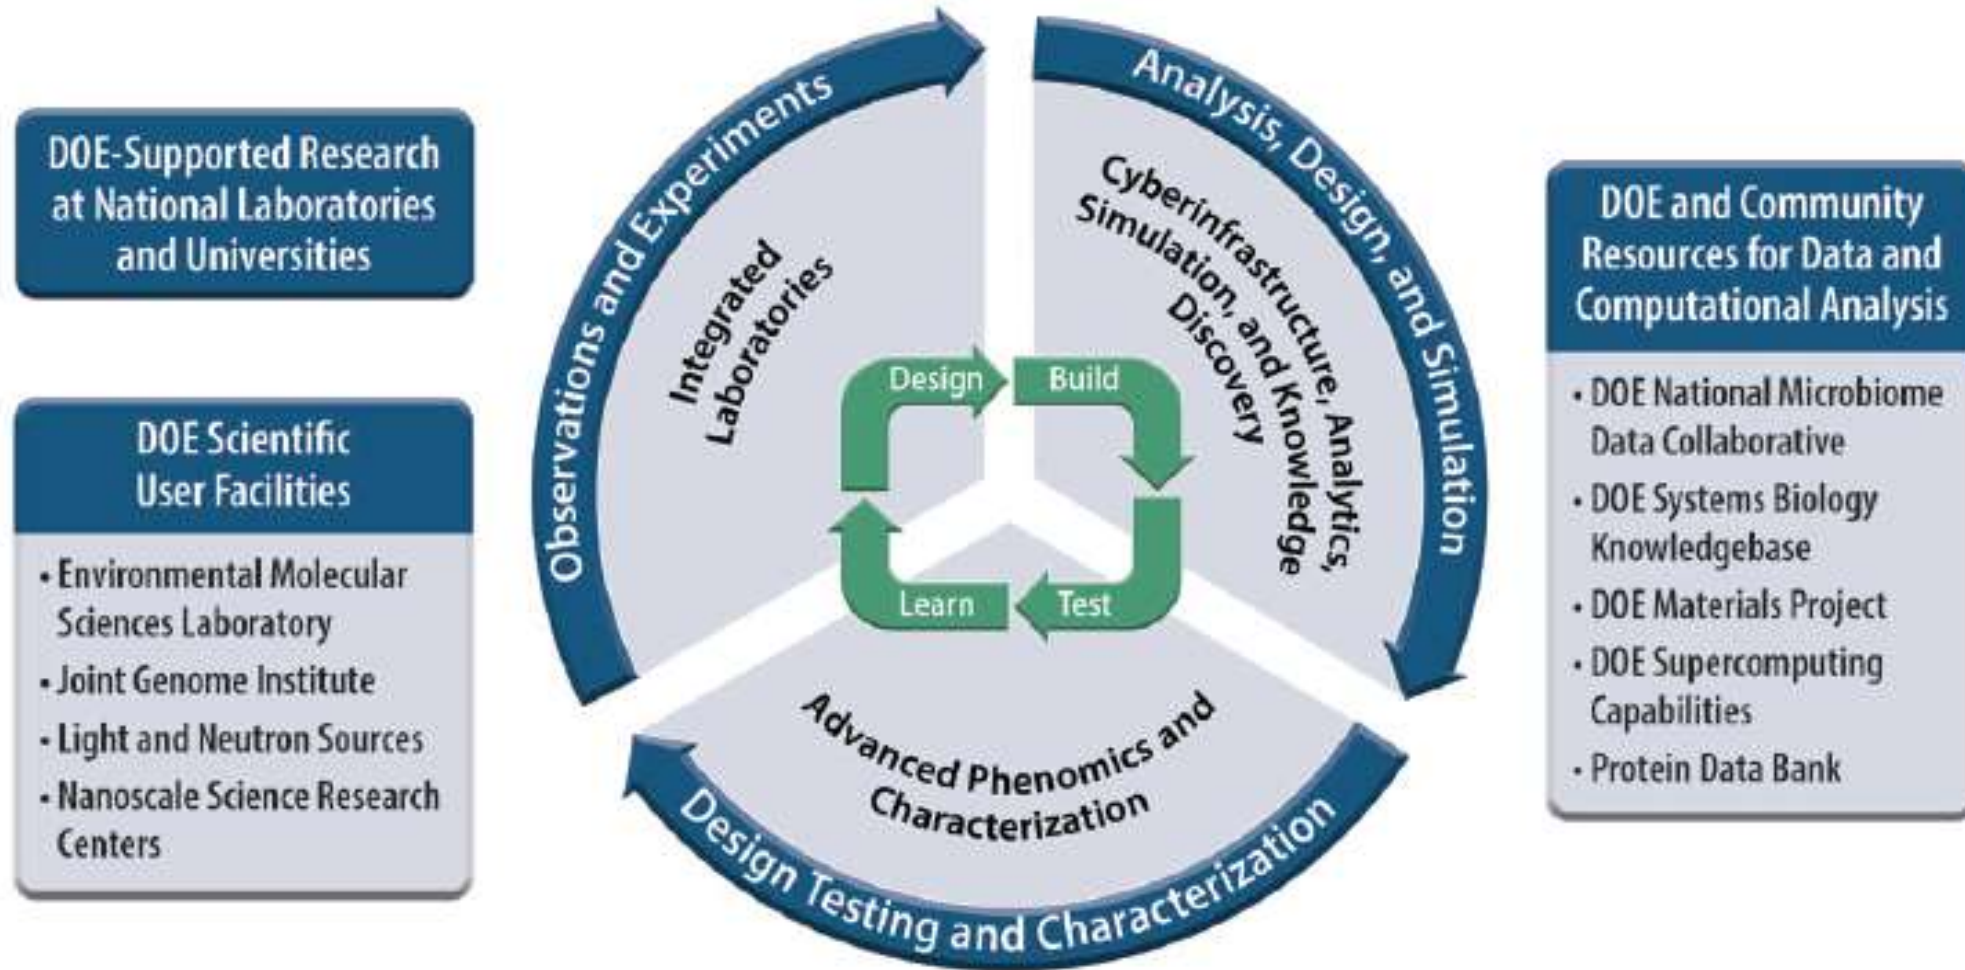 DOE-Supported Research
at National Laboratories
and Universities
DOE Scientific
User Facilities
• Environmental Molecular
Sciences Laboratory
• Joint Genome Institute
• Light and Neutron Sources
• Nanoscale Science Research
Centers
Observations and Experiments
Integrated
Laboratories
Analysis, Design, and Simulation
Cyberinfrastructure, Analytics,
Simulation, and Knowledge
Discovery
Design
Build
Test
Learn
Advanced Phenomics and
Characterization
Design Testing and Characterization
DOE and Community
Resources for Data and
Computational Analysis
• DOE National Microbiome
Data Collaborative
• DOE Systems Biology
Knowledgebase
• DOE Materials Project
• DOE Supercomputing
Capabilities
• Protein Data Bank